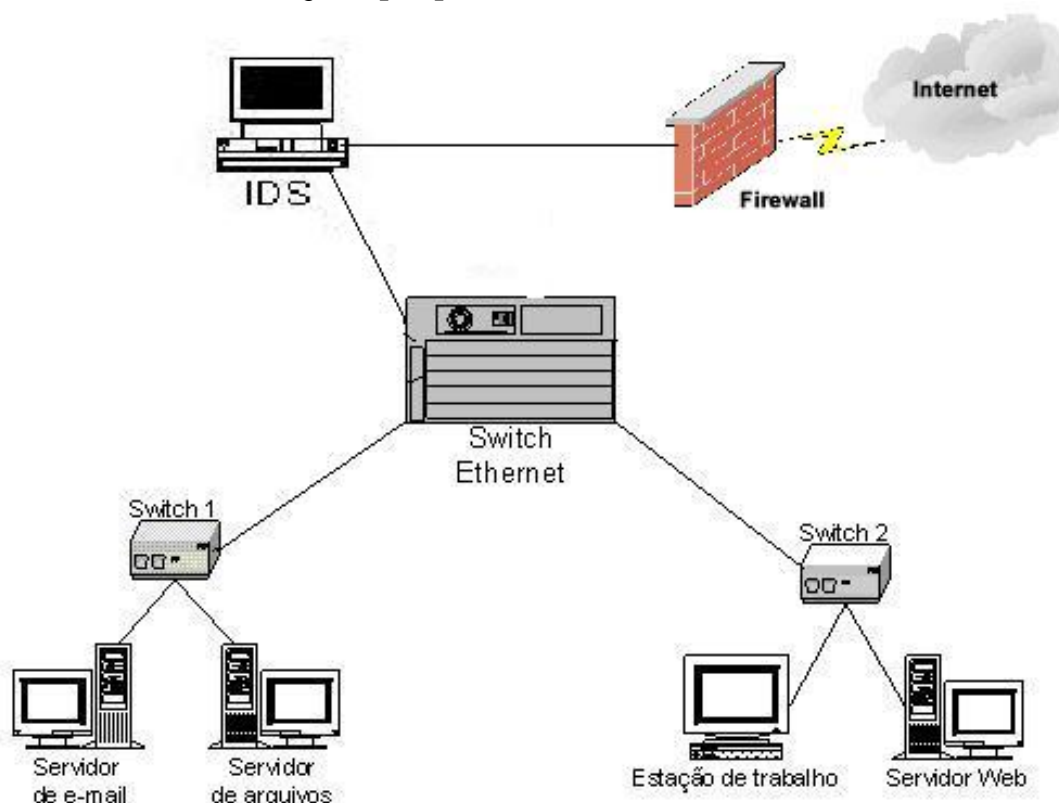 Internet
Firewall
IDS
Switch
Ethernet
Switch 1
Switch 2
Servidor
de e-mail
Servidor
de arquivos
Estação de trabalho
Servidor Web